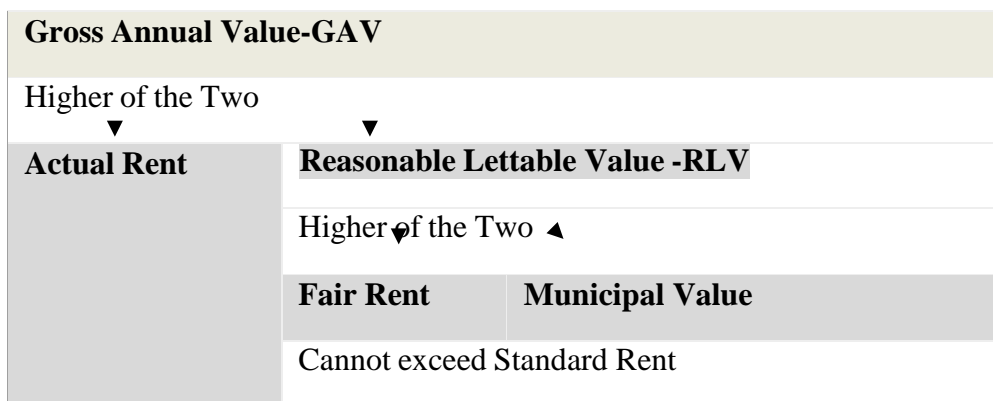 Gross Annual Value-GAV
Higher of the Two
Actual Rent
Reasonable Lettable Value -RLV
Higher of the Two
Fair Rent
Municipal Value
Cannot exceed Standard Rent